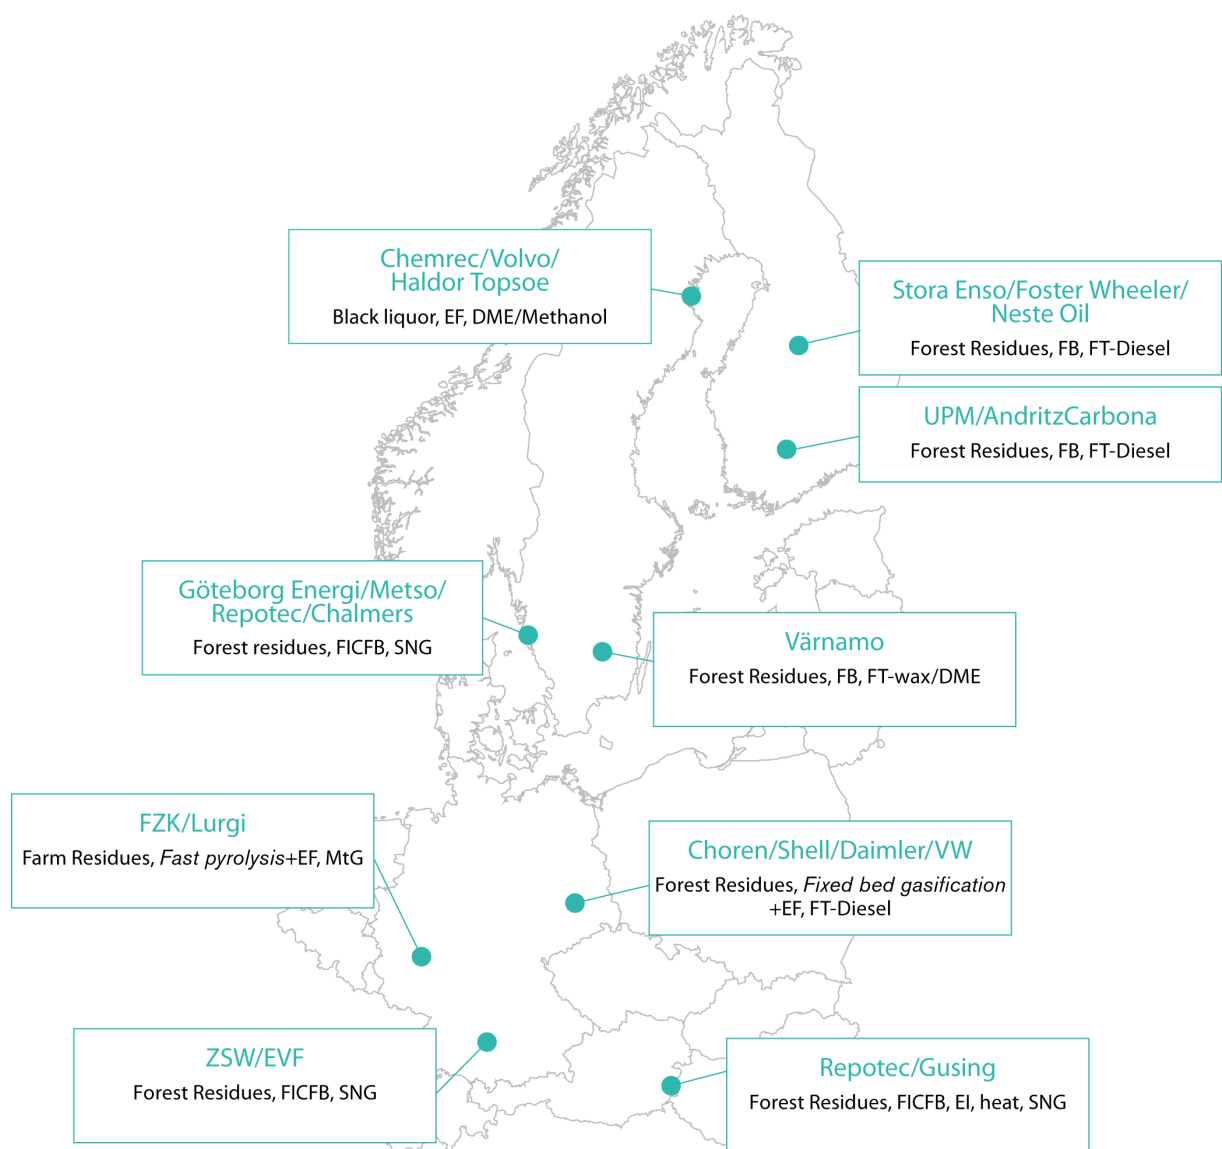 Chemrec/Volvo/
Haldor Topsoe
Black liquor, EF, DME/Methanol
Stora Enso/Foster Wheeler/
Neste Oil
Forest Residues, FB, FT-Diesel
UPM/AndritzCarbona
Forest Residues, FB, FT-Diesel
Göteborg Energi/Metso/
Repotec/Chalmers
Forest residues, FICFB, SNG
Värnamo
Forest Residues, FB, FT-wax/DME
FZK/Lurgi
Farm Residues, Fast pyrolysis+EF, MtG
Choren/Shell/Daimler/VW
Forest Residues, Fixed bed gasification
+EF, FT-Diesel
ZSW/EVF
Forest Residues, FICFB, SNG
Repotec/Gusing
Forest Residues, FICFB, EI, heat, SNG